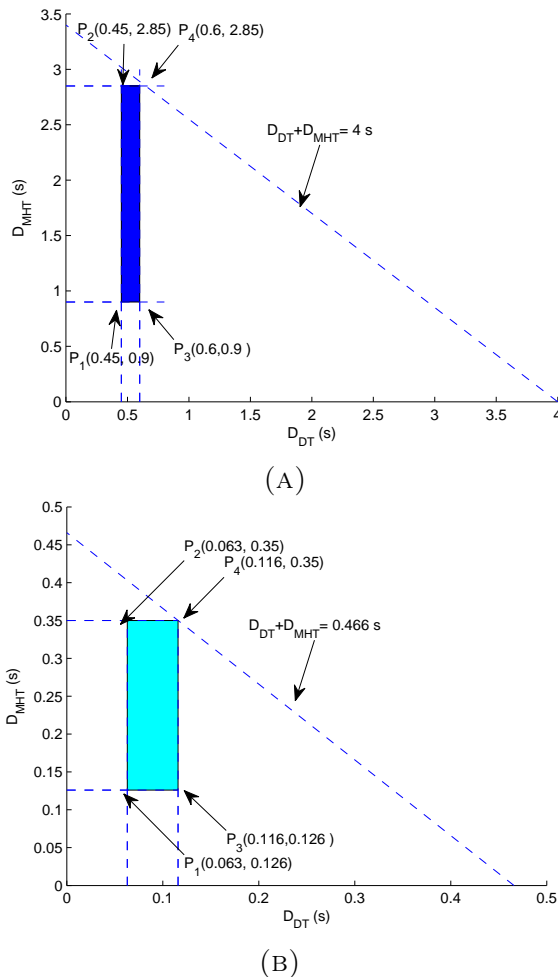 P2(0.45, 2.85)
P4(0.6, 2.85)
4
3.5
3
2.5
2
1.5
1
0.5
0
DDT+DMHT= 4 s
DMHT (s)
P1(0.45, 0.9)
P3(0.6,0.9 )
0 0.5 1 1.5 2 2.5 3 3.5 4
DDT (s)
(A)
0.5
0.45
0.4
0.35
0.3
0.25
0.2
0.15
0.1
0.05
0
P2(0.063, 0.35)
P4(0.116, 0.35)
DDT+DMHT= 0.466 s
DMHT (s)
P3(0.116,0.126 )
P1(0.063, 0.126)
0 0.1 0.2 0.3 0.4 0.5
DDT (s)
(B)